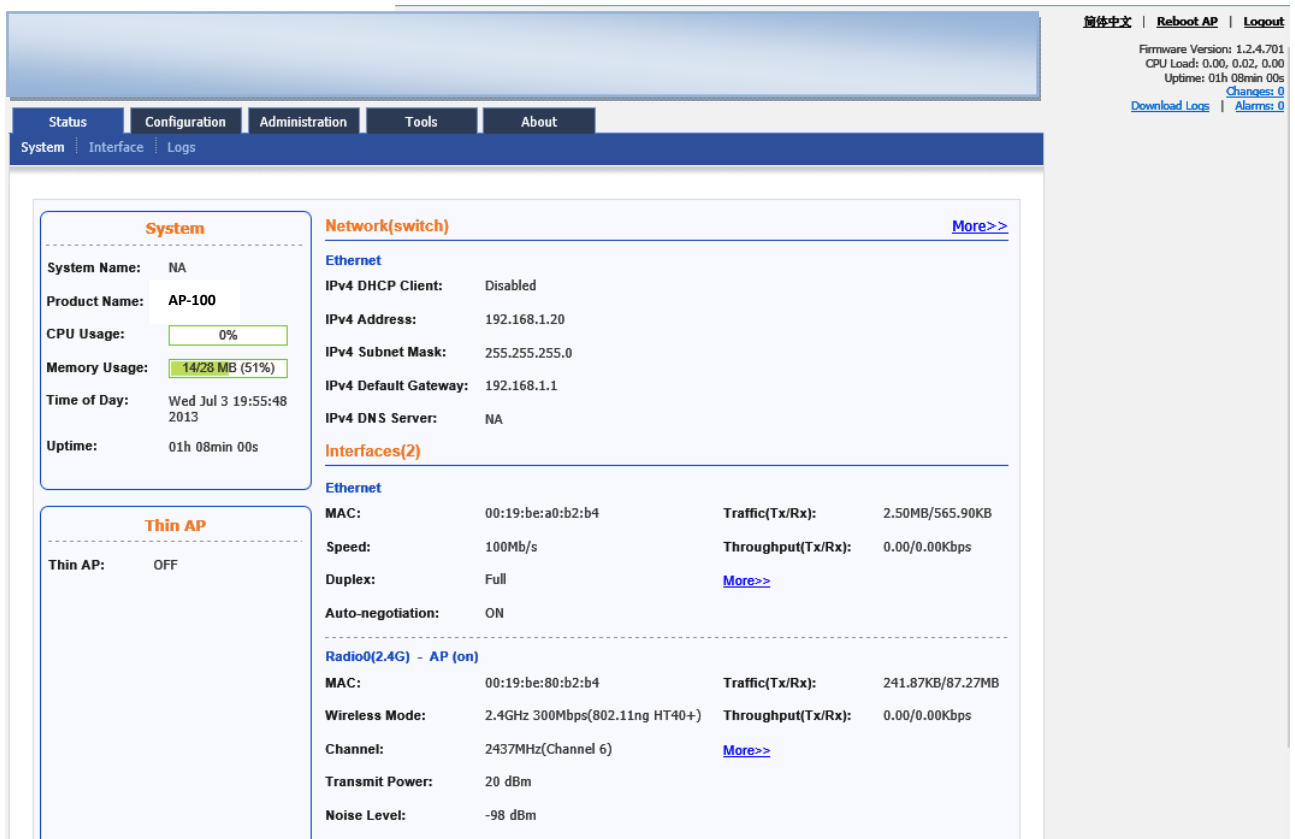 简体中文 | Reboot AP | Logout
Firmware Version: 1.2.4.701
CPU Load: 0.00, 0.02, 0.00
Uptime: 01h 08min 00s
Changes: 0
Download Logs | Alarms: 0
Status Configuration Administration Tools About
System Interface Logs
System
System Name: NA
Product Name: AP-100
CPU Usage: 0%
Memory Usage: 14/28 MB (51%)
Time of Day: Wed Jul 3 19:55:48
2013
Uptime: 01h 08min 00s
Thin AP
Thin AP: OFF
Network(switch) More>>
Ethernet
IPv4 DHCP Client: Disabled
IPv4 Address: 192.168.1.20
IPv4 Subnet Mask: 255.255.255.0
IPv4 Default Gateway: 192.168.1.1
IPv4 DNS Server: NA
Interfaces(2)
Ethernet
MAC: 00:19:be:a0:b2:b4 Traffic(Tx/Rx): 2.50MB/565.90KB
Speed: 100Mb/s Throughput(Tx/Rx): 0.00/0.00Kbps
Duplex: Full More>>
Auto-negotiation: ON
Radio0(2.4G) - AP (on)
MAC: 00:19:be:80:b2:b4 Traffic(Tx/Rx): 241.87KB/87.27MB
Wireless Mode: 2.4GHz 300Mbps(802.11ng HT40+) Throughput(Tx/Rx): 0.00/0.00Kbps
Channel: 2437MHz(Channel 6) More>>
Transmit Power: 20 dBm
Noise Level: -98 dBm